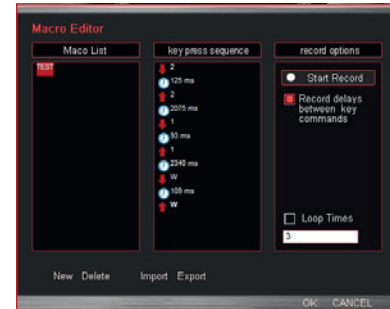 Macro Editor
Maco List
key press sequence
record options
TEST
2
125 ms
2
2075 ms
1
93 ms
1
2340 ms
W
109 ms
W
Start Record
Record delays
between key
commands
Loop Times
3
New Delete Import Export
OK CANCEL